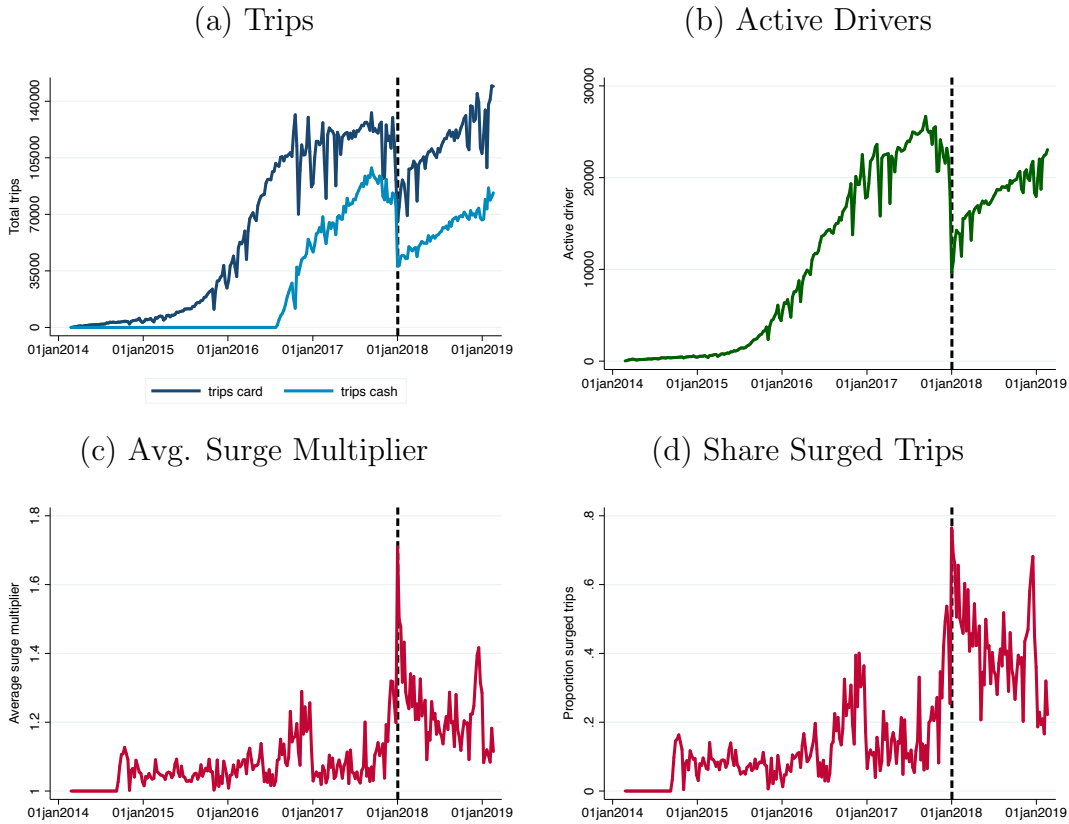 (a) Trips
Total trips
140000
105000
70000
35000
0
01jan2014 01jan2015 01jan2016 01jan2017 01jan2018 01jan2019
trips card trips cash
(b) Active Drivers
Active driver
30000
20000
10000
0
01jan2014 01jan2015 01jan2016 01jan2017 01jan2018 01jan2019
(c) Avg. Surge Multiplier
Average surge multiplier
1.8
1.6
1.4
1.2
1
01jan2014 01jan2015 01jan2016 01jan2017 01jan2018 01jan2019
(d) Share Surged Trips
Proportion surged trips
.8
.6
.4
.2
0
01jan2014 01jan2015 01jan2016 01jan2017 01jan2018 01jan2019